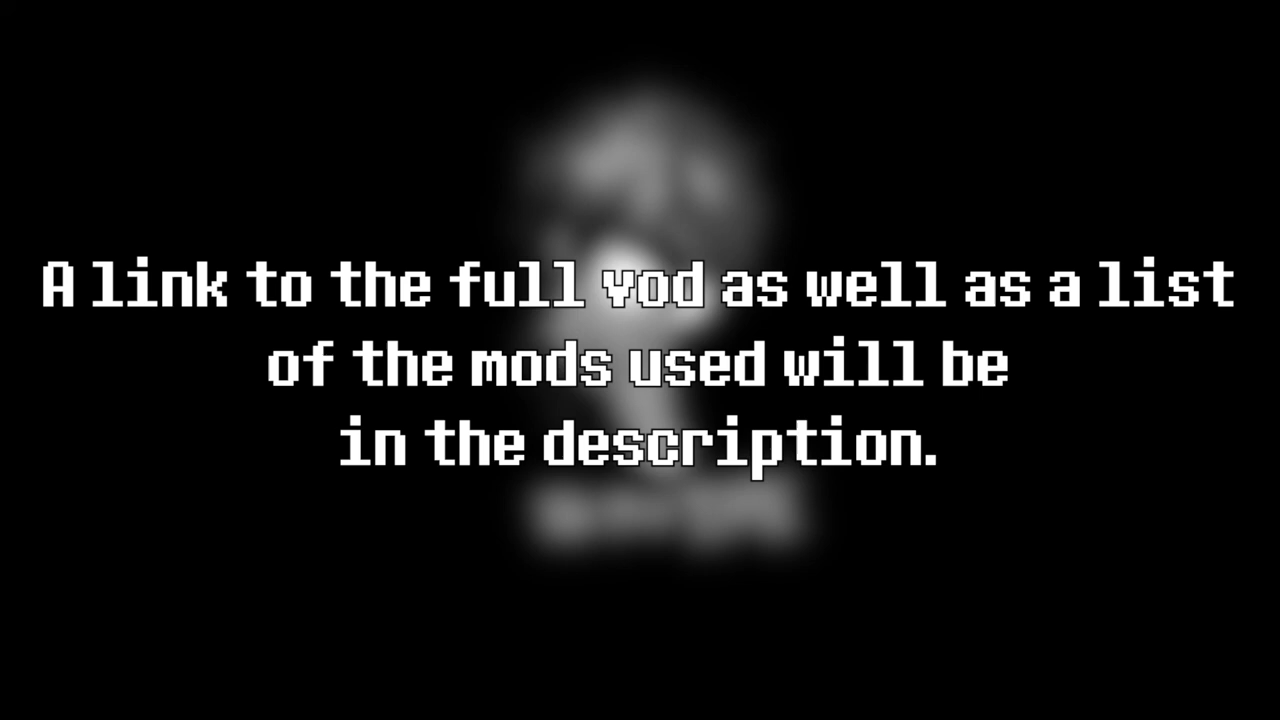 A link to the full vod as well as a list
of the mods used will be
in the description.